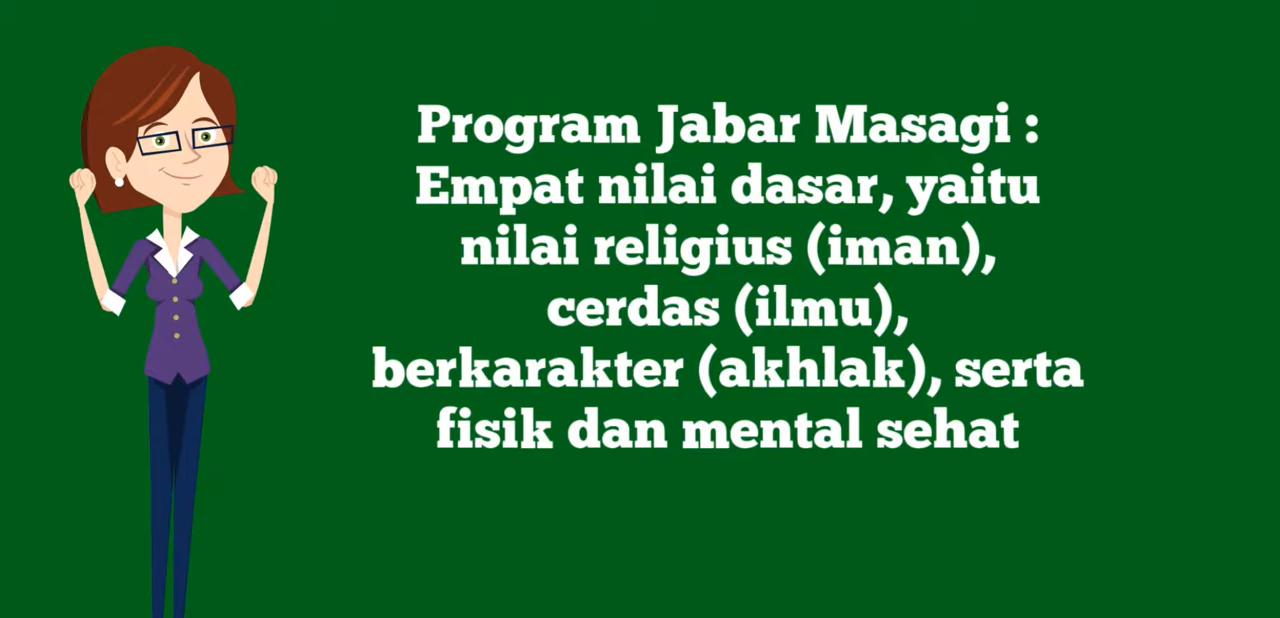 Program Jabar Masagi :
Empat nilai dasar, yaitu
nilai religius (iman),
cerdas (ilmu),
berkarakter (akhlak), serta
fisik dan mental sehat